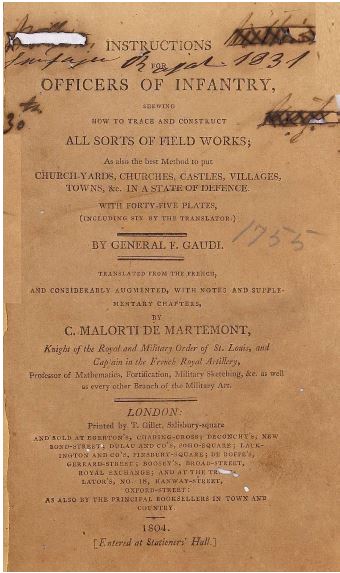 INSTRUCTIONS
1831
FOR
OFFICERS OF INFANTRY,
SHEWING
HOW TO TRACE AND CONSTRUCT
30th
ALL SORTS OF FIELD WORKS;
As also the best Method to put
CHURCH-YARDS, CHURCHES, CASTLES, VILLAGES,
TOWNS, &c. IN A STATE OF DEFENCE.
WITH FORTY-FIVE PLATES,
(INCLUDING SIX BY THE TRANSLATOR.)
1755
BY GENERAL F. GAUDI.
TRANSLATED FROM THE FRENCH,
AND CONSIDERABLY AUGMENTED, WITH NOTES AND SUPPLE-
MENTARY CHAPTERS,
BY
C. MALORTI DE MARTEMONT,
Knight of the Royal and Military Order of St. Louis, and
Captain in the French Royal Artillery,
Professor of Mathematics, Fortification, Military Sketching, &c. as well
as every other Branch of the Military Art.
LONDON:
Printed by T. Gillet, Salisbury-square
AND SOLD AT EGERTON'S, CHARING-CROSS; DECONCHY'S, NEW
BOND-STREET; DULAU AND CO'S, SOHO-SQUARE; LACK-
INGTON AND CO'S, FINSBURY-SQUARE; DE BOFFE'S,
GERRARD-STREET; BOOSEY'S, BROAD-STREET,
ROYAL EXCHANGE; AND AT THE
LATOR'S, NO. 18, HANWAY-STREET,
OXFORD-STREET:
AS ALSO BY THE PRINCIPAL BOOKSELLERS IN TOWN AND
COUNTRY.
1804.
[Entered at Stationers' Hall.]